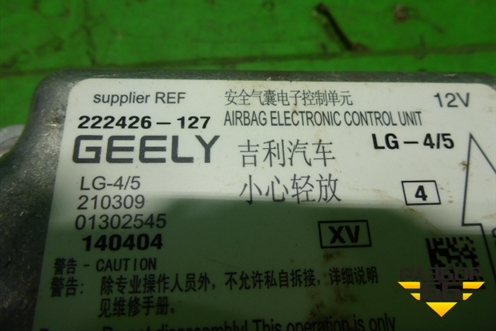 supplier REF 安全气囊电子控制单元 12V
222426-127 AIRBAG ELECTRONIC CONTROL UNIT
GEELY 吉利汽车 LG-4/5
LG-4/5 小心轻放 4
210309
01302545
140404 XV
警告 - CAUTION
警告: 除专业操作人员外，不允许私自拆接，详细说明
见维修手册.